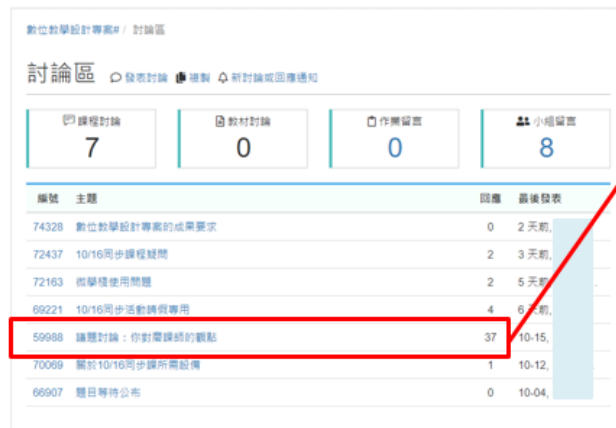 數位教學設計專案# / 討論區
討論區 發表討論 複製 新討論或回應通知
課程討論 教材討論 作業留言 小組留言
7 0 0 8
編號 主題 回應 最後發表
74328 數位教學設計專案的成果要求 0 2 天前,
72437 10/16同步課程疑問 2 3 天前,
72163 微學程使用問題 2 5 天前,
69221 10/16同步活動請假專用 4 6 天前,
59988 議題討論：你對磨課師的觀點 37 10-15,
70069 關於10/16同步課所需設備 1 10-12,
66907 題目等待公布 0 10-04,